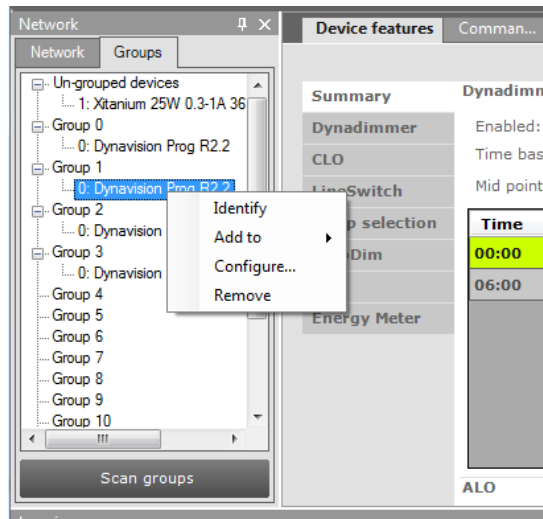 Network
Network Groups
Un-grouped devices
1: Xitanium 25W 0.3-1A 36
Group 0
0: Dynavision Prog R2.2
Group 1
0: Dynavision Prog R2.2
Group 2
0: Dynavision
Group 3
0: Dynavision
Group 4
Group 5
Group 6
Group 7
Group 8
Group 9
Group 10
Scan groups
Identify
Add to
Configure...
Remove
Device features Comman...
Summary
Dynadimmer
CLO
LineSwitch
selection
Dim
Energy Meter
Dynadimm
Enabled:
Time bas
Mid point
Time
00:00
06:00
ALO